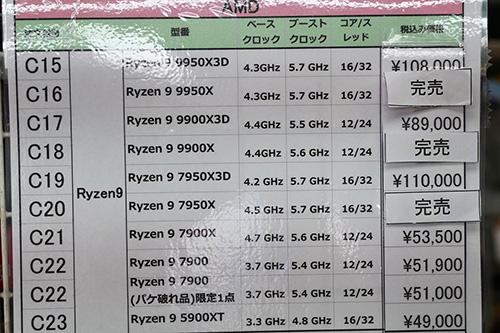 AMD
型番 ベース クロック ブースト クロック コア/ス レッド 税込み価格
C15 Ryzen 9 9950X3D 4.3GHz 5.7 GHz 16/32 ¥108,000
C16 Ryzen 9 9950X 4.3GHz 5.7 GHz 16/32 完売
C17 Ryzen 9 9900X3D 4.4GHz 5.5 GHz 12/24 ¥89,000
C18 Ryzen 9 9900X 4.4GHz 5.6 GHz 12/24 完売
C19 Ryzen 9 7950X3D 4.2 GHz 5.7 GHz 16/32 ¥110,000
Ryzen9
C20 Ryzen 9 7950X 4.5 GHz 5.7 GHz 16/32 完売
C21 Ryzen 9 7900X 4.7 GHz 5.6 GHz 12/24 ¥53,500
C22 Ryzen 9 7900 3.7 GHz 5.4 GHz 12/24 ¥51,900
C22 Ryzen 9 7900 (バケ破れ品)限定1点 3.7 GHz 5.4 GHz 12/24 ¥51,000
C23 Ryzen 9 5900XT 3.3 GHz 4.8 GHz 16/32 ¥49,000